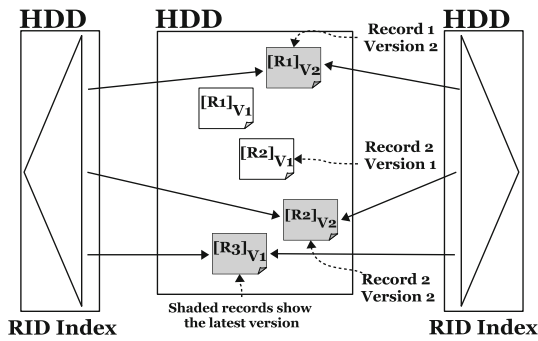 HDD
HDD
HDD
Record 1
Version 2
[R1]V2
[R1]V1
[R2]V1
Record 2
Version 1
[R2]V2
[R3]V1
Record 2
Version 2
Shaded records show
the latest version
RID Index
RID Index